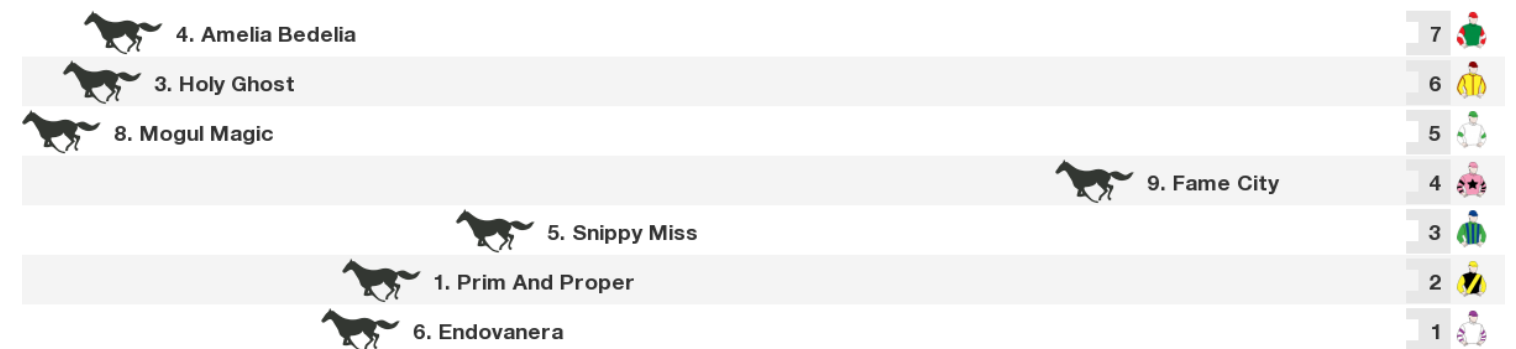 4. Amelia Bedelia 7
3. Holy Ghost 6
8. Mogul Magic 5
9. Fame City 4
5. Snippy Miss 3
1. Prim And Proper 2
6. Endovanera 1